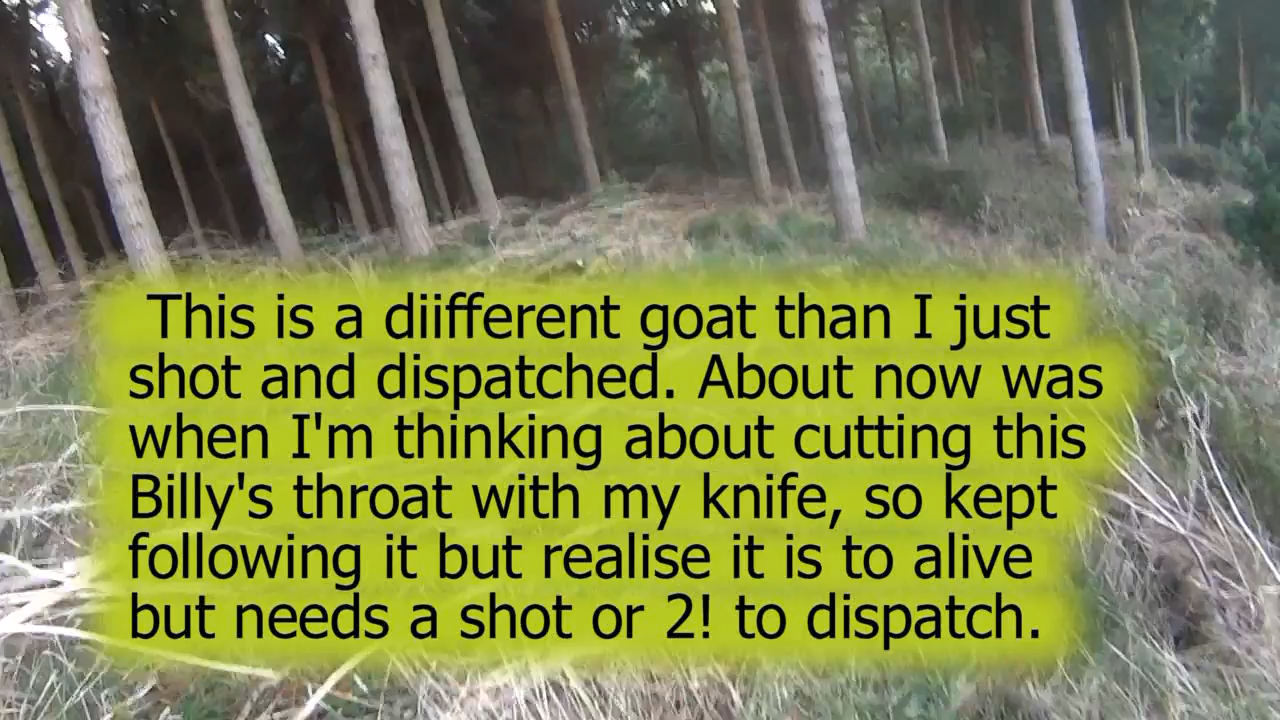 This is a diifferent goat than I just
shot and dispatched. About now was
when I'm thinking about cutting this
Billy's throat with my knife, so kept
following it but realise it is to alive
but needs a shot or 2! to dispatch.